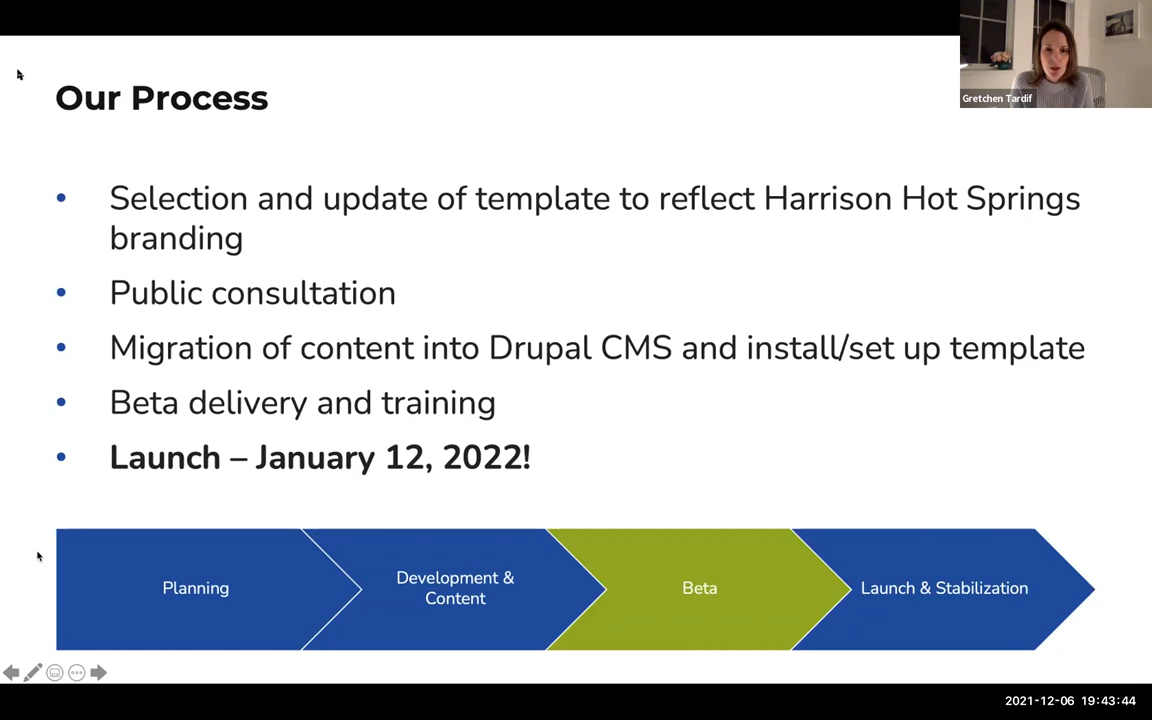 Gretchen Tardif
Our Process
• Selection and update of template to reflect Harrison Hot Springs
branding
• Public consultation
• Migration of content into Drupal CMS and install/set up template
• Beta delivery and training
• Launch – January 12, 2022!
Planning
Development &
Content
Beta
Launch & Stabilization
2021-12-06 19:43:44